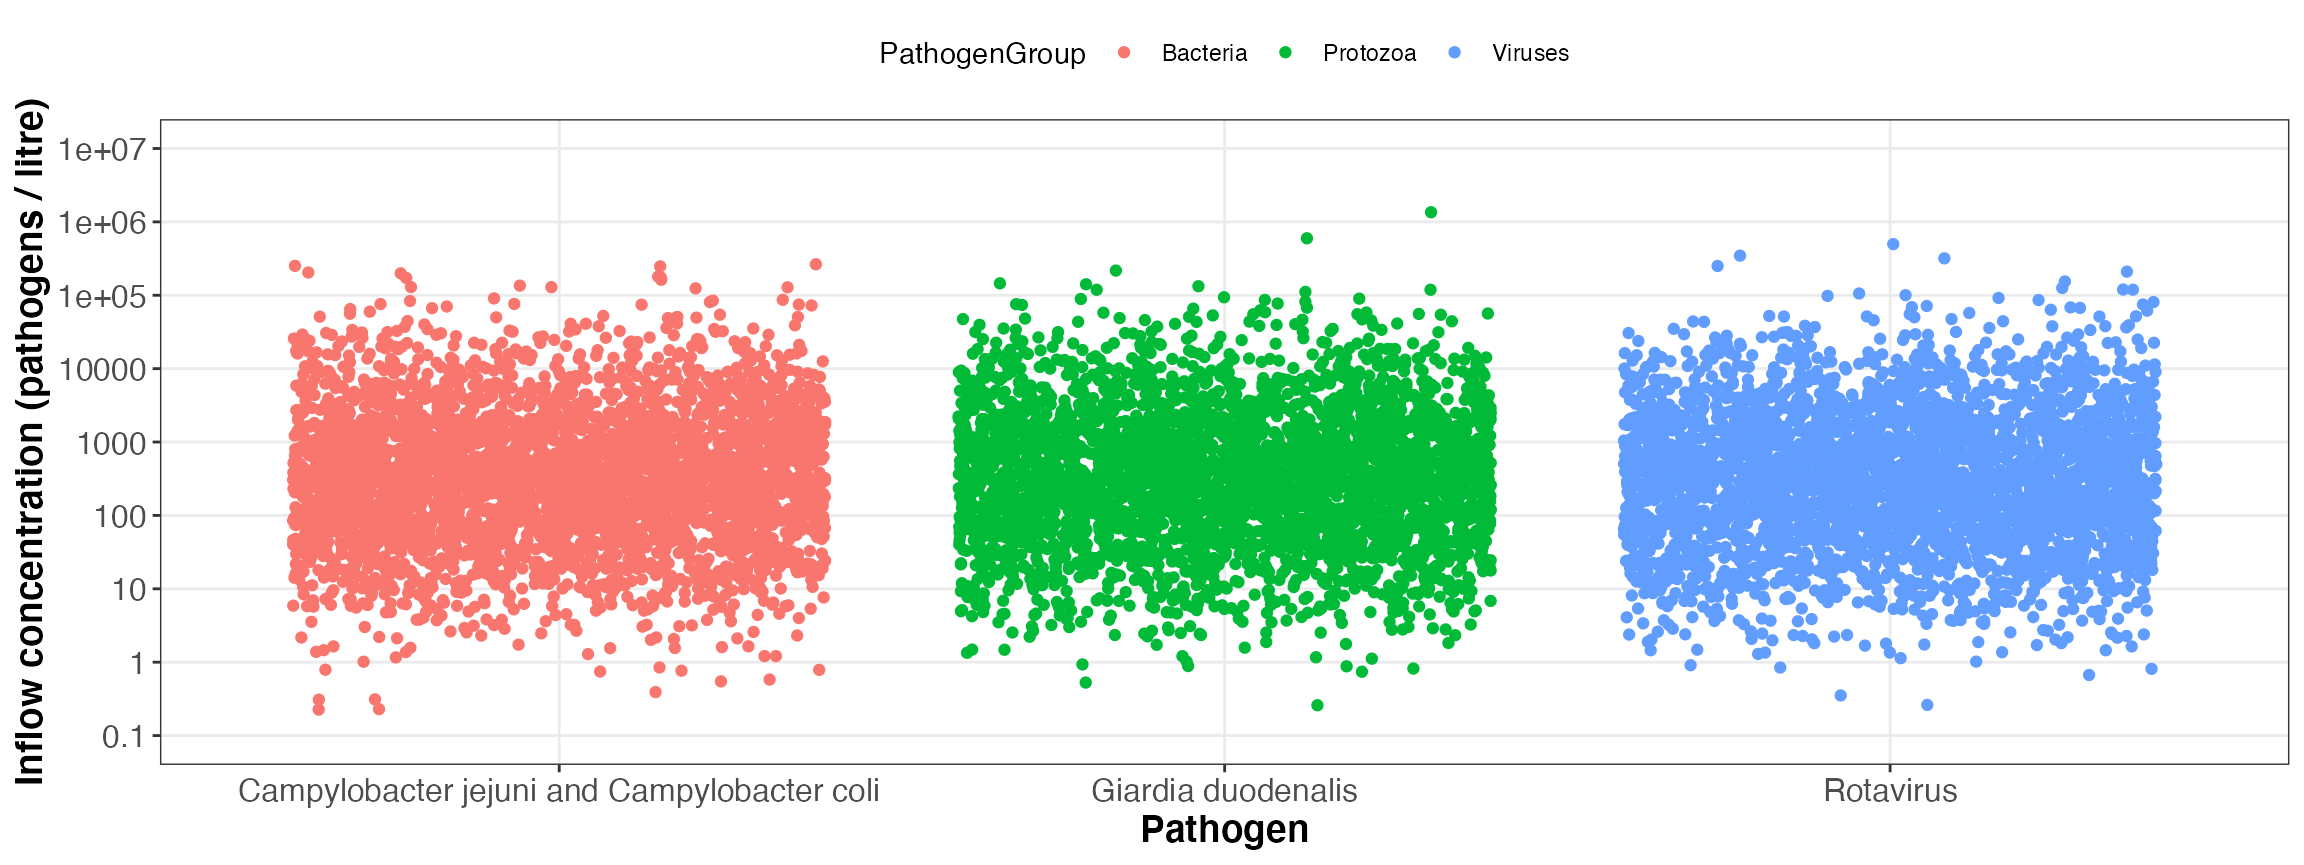 PathogenGroup Bacteria Protozoa Viruses
Inflow concentration (pathogens / litre)
1e+07
1e+06
1e+05
10000
1000
100
10
1
0.1
Campylobacter jejuni and Campylobacter coli Giardia duodenalis Rotavirus
Pathogen